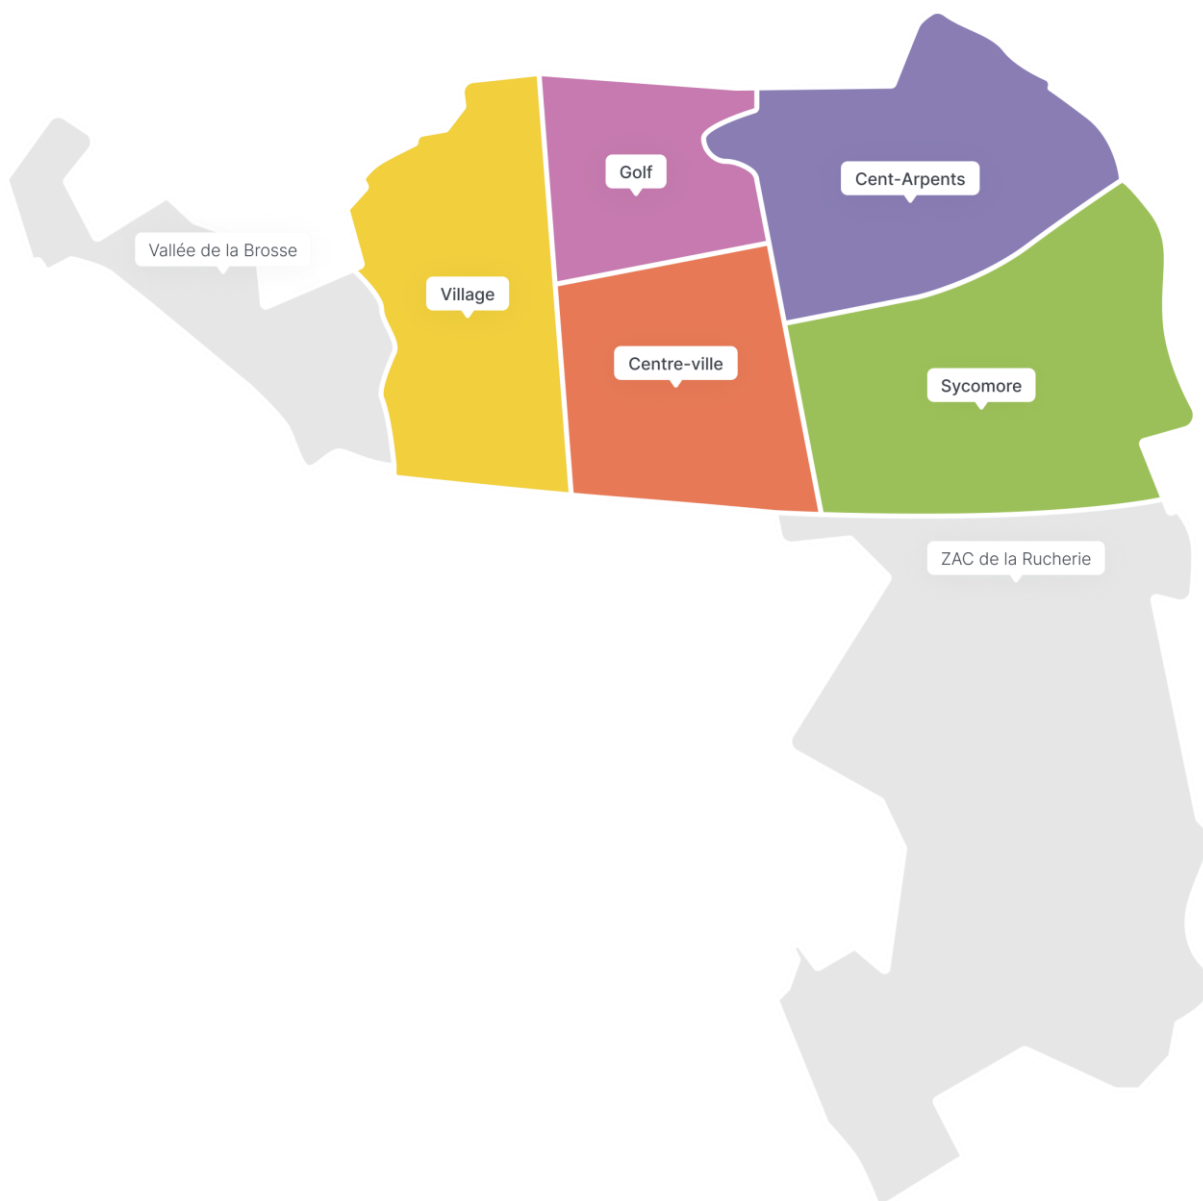 Golf
Cent-Arpents
Vallée de la Brosse
Village
Centre-ville
Sycomore
ZAC de la Rucherie